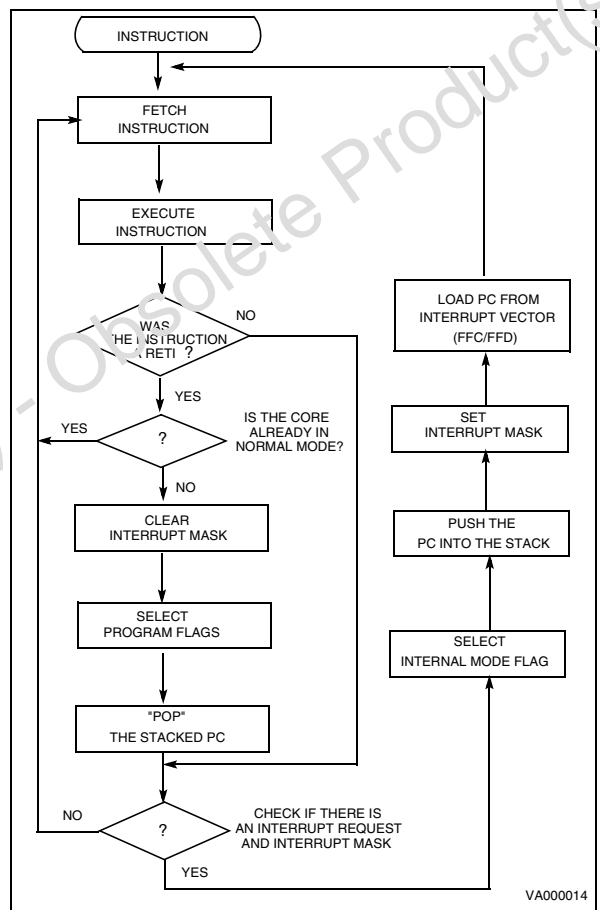 INSTRUCTION
FETCH
INSTRUCTION
EXECUTE
INSTRUCTION
WAS
THE INSTRUCTION
A RETI ?
NO
YES
?
IS THE CORE
ALREADY IN
NORMAL MODE?
YES
NO
CLEAR
INTERRUPT MASK
SELECT
PROGRAM FLAGS
"POP"
THE STACKED PC
?
CHECK IF THERE IS
AN INTERRUPT REQUEST
AND INTERRUPT MASK
NO
YES
LOAD PC FROM
INTERRUPT VECTOR
(FFC/FFD)
SET
INTERRUPT MASK
PUSH THE
PC INTO THE STACK
SELECT
INTERNAL MODE FLAG
VA000014
- Obsolete Product(s